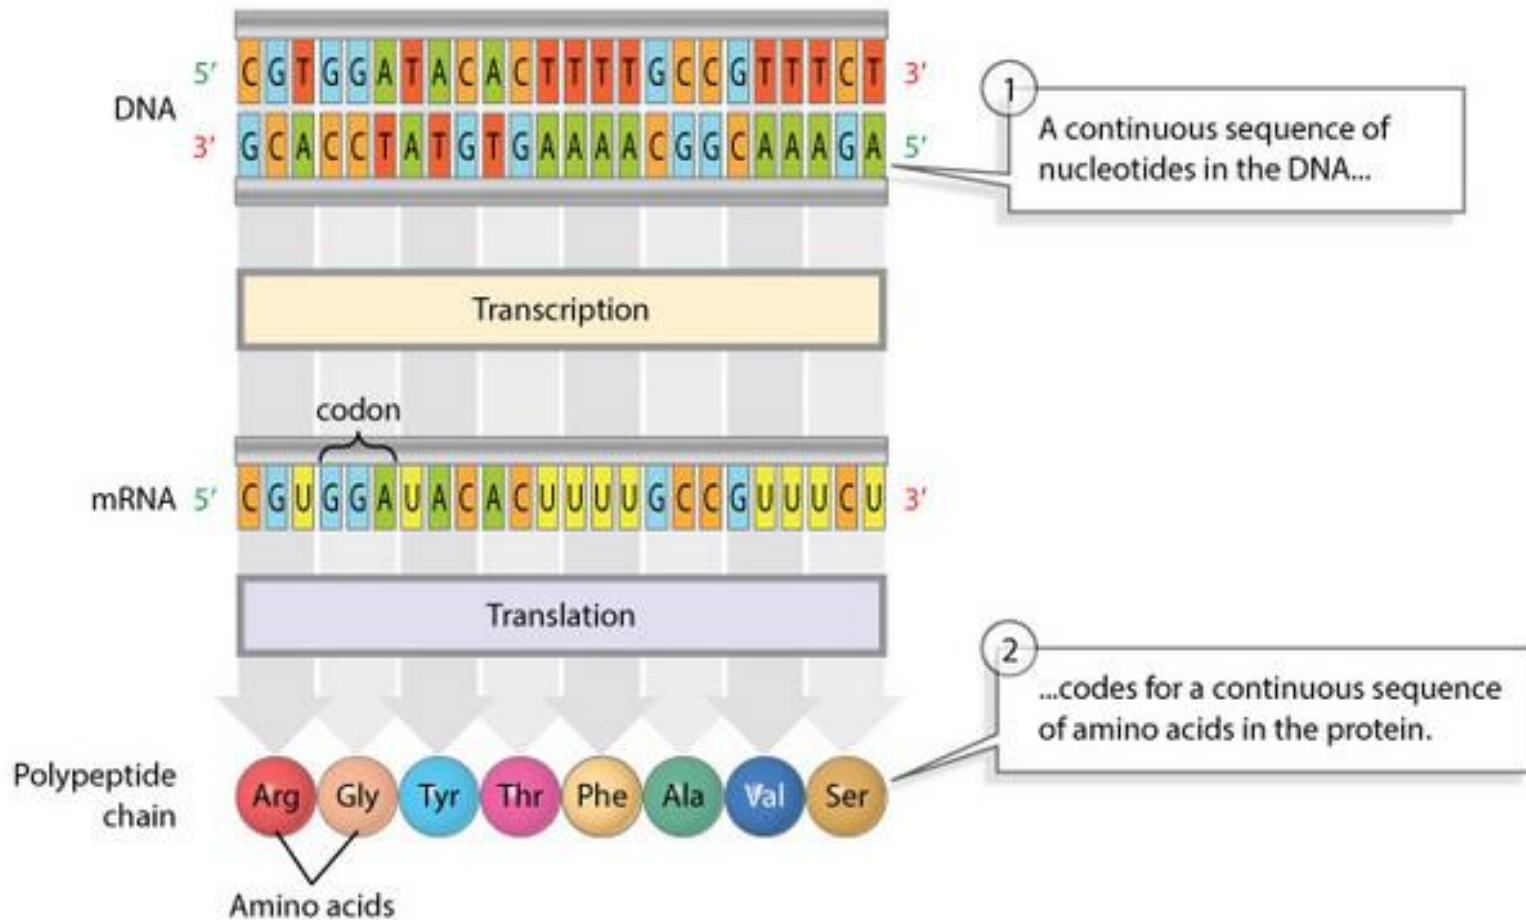 5' CGTGGATACACTTTTGCCGTTTCT 3'
DNA
3' GCACCTATGTGAAAACGGCAAAGA 5'
1
A continuous sequence of
nucleotides in the DNA...
Transcription
codon
mRNA 5' CGUGGAUACACUUUUGCCGUUUCU 3'
Translation
2
...codes for a continuous sequence
of amino acids in the protein.
Polypeptide
chain
Arg Gly Tyr Thr Phe Ala Val Ser
Amino acids